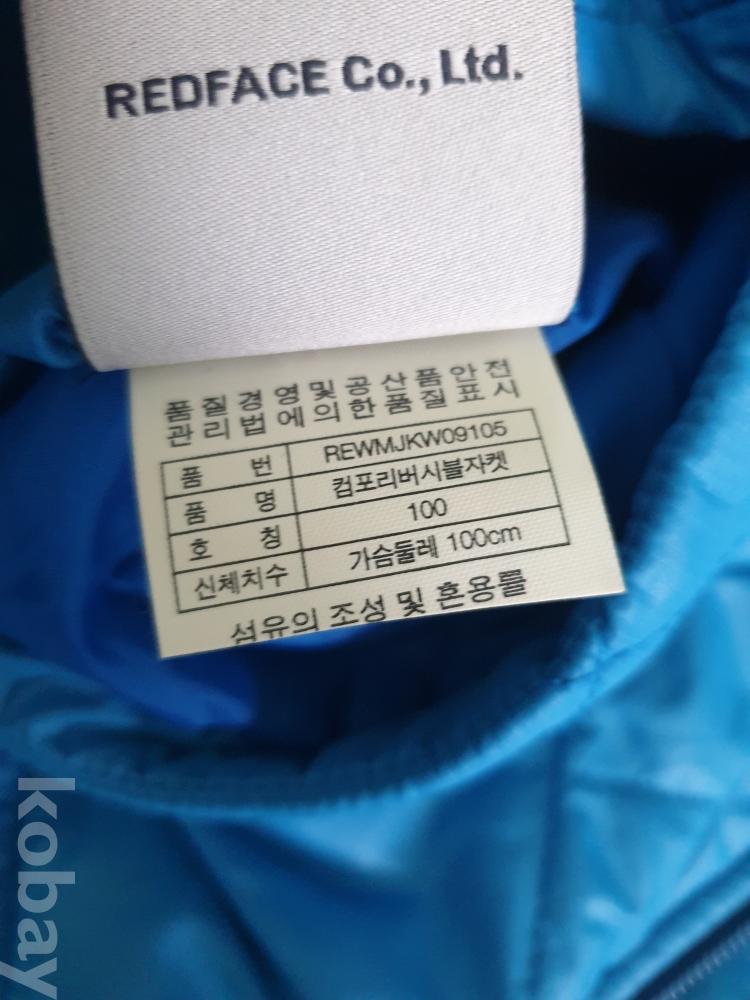 REDFACE Co., Ltd.
품질경영및공산품안전
관리법에의한품질표시
품 번 REWMJKW09105
품 명 컴포리버시블자켓
호 칭 100
신체치수 가슴둘레 100cm
섬유의 조성 및 혼용률
kobay